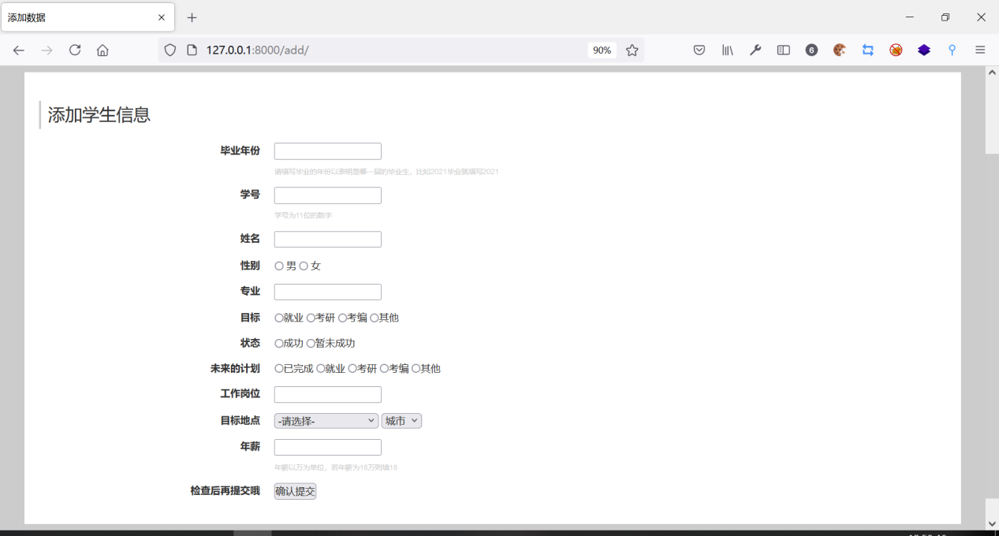 添加数据
127.0.0.1:8000/add/
90%
6
添加学生信息
毕业年份
请填写毕业的年份以表明是哪一届的毕业生，比如2021毕业就填写2021
学号
学号为11位的数字
姓名
性别 男 女
专业
目标 就业 考研 考编 其他
状态 成功 暂未成功
未来的计划 已完成 就业 考研 考编 其他
工作岗位
目标地点 -请选择- 城市
年薪
年薪以万为单位，若年薪为18万则填18
检查后再提交哦 确认提交